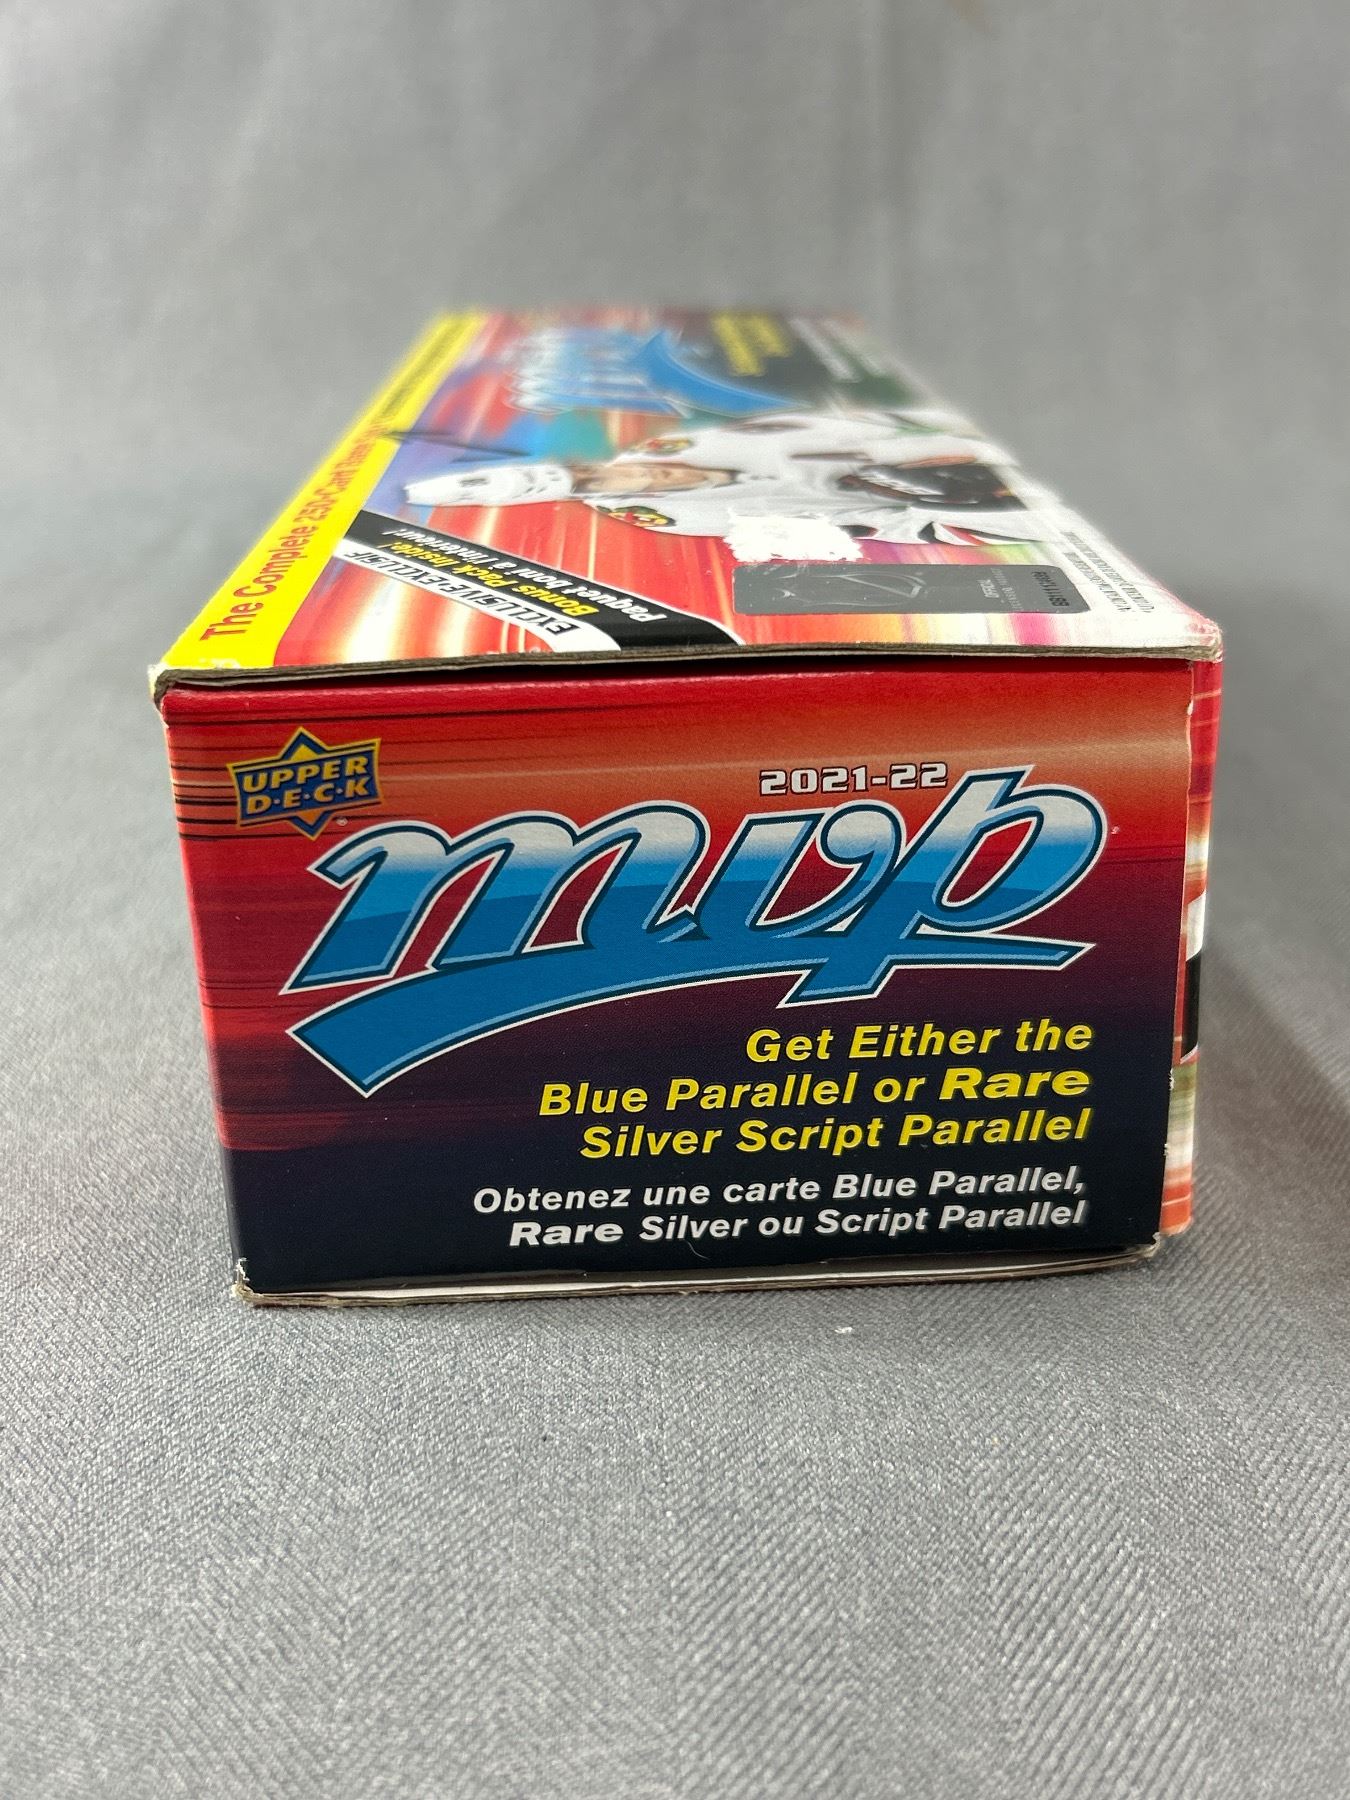 The Complete 250-Card Base Set
EXCLUSIVE/EXCLUSIF
Bonus Pack Inside!
Paquet boni à l'intérieur!
OFFICIAL
UPPER
D·E·C·K
2021-22
mvp
Get Either the
Blue Parallel or Rare
Silver Script Parallel
Obtenez une carte Blue Parallel,
Rare Silver ou Script Parallel